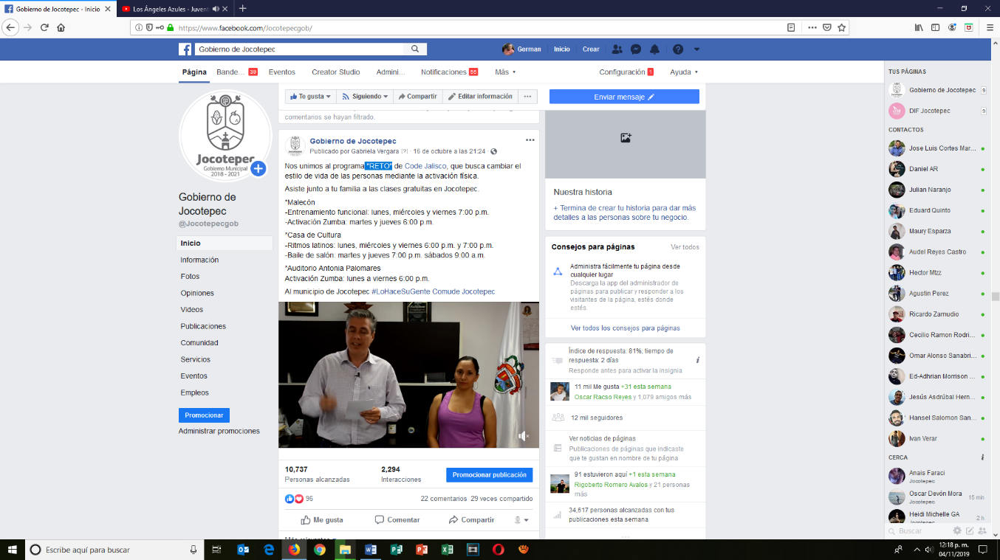 Gobierno de Jocotepec - Inicio
Los Ángeles Azules - Juvent
https://www.facebook.com/Jocotepecgob/
Gobierno de Jocotepec
German
Inicio
Crear
Página
Bande... 39
Eventos
Creator Studio
Admini...
Notificaciones 55
Más
Configuración 1
Ayuda
Jocotepec
Gobierno Municipal
2018 - 2021
Gobierno de
Jocotepec
@Jocotepecgob
Inicio
Información
Fotos
Opiniones
Videos
Publicaciones
Comunidad
Servicios
Eventos
Empleos
Promocionar
Administrar promociones
Te gusta
Siguiendo
Compartir
Editar información
...
comentarios se hayan filtrado.
Gobierno de Jocotepec
Publicado por Gabriela Vergara [?] · 16 de octubre a las 21:24 ·
Nos unimos al programa "RETO" de Code Jalisco, que busca cambiar el
estilo de vida de las personas mediante la activación física.
Asiste junto a tu familia a las clases gratuitas en Jocotepec.
*Malecón
-Entrenamiento funcional: lunes, miércoles y viernes 7:00 p.m.
-Activación Zumba: martes y jueves 6:00 p.m.
*Casa de Cultura
-Ritmos latinos: lunes, miércoles y viernes 6:00 p.m. y 7:00 p.m.
-Baile de salón: martes y jueves 7:00 p.m. sábados 9:00 a.m.
*Auditorio Antonia Palomares
Activación Zumba: lunes a viernes 6:00 p.m.
Al municipio de Jocotepec #LoHaceSuGente Comude Jocotepec
10,737
Personas alcanzadas
2,294
Interacciones
Promocionar publicación
96
22 comentarios 29 veces compartido
Me gusta
Comentar
Compartir
Enviar mensaje
Nuestra historia
+ Termina de crear tu historia para dar más
detalles a las personas sobre tu negocio.
Consejos para páginas
Ver todos
Administra fácilmente tu página desde
cualquier lugar
Descarga la app del administrador de
páginas para publicar y responder a los
visitantes de la página, estés donde
estés.
Ver todos los consejos para páginas
Índice de respuesta: 81%, tiempo de
respuesta: 2 días
Responde antes para activar la insignia
11 mil Me gusta +31 esta semana
Oscar Racso Reyes y 1,079 amigos más
12 mil seguidores
Ver noticias de páginas
Publicaciones de páginas que indicaste
que te gustan en nombre de tu página
91 estuvieron aquí +1 esta semana
Rigoberto Romero Avalos y 21 personas
más
34,617 personas alcanzadas con tus
publicaciones esta semana
TUS PÁGINAS
Gobierno de Jocotepec 9
DIF Jocotepec 9
CONTACTOS
Jose Luis Cortes Mar...
Daniel AR
Julian Naranjo
Eduard Quinto
Maury Esparza
Audel Reyes Castro
Hector Mtzz
Agustin Perez
Ricardo Zamudio
Cecilio Ramon Rodri...
Omar Alonso Sanabri...
Ed-Adhrian Morrison ...
Jesús Asdrúbal Hern...
Hansel Salomon San...
Ivan Verar
CERCA
Anais Faraci
Jocotepec
Oscar Devón Mora
Jocotepec
15 min
Heidi Michelle GA
Jocotepec
2 h
Buscar
Escribe aquí para buscar
12:18 p. m.
04/11/2019